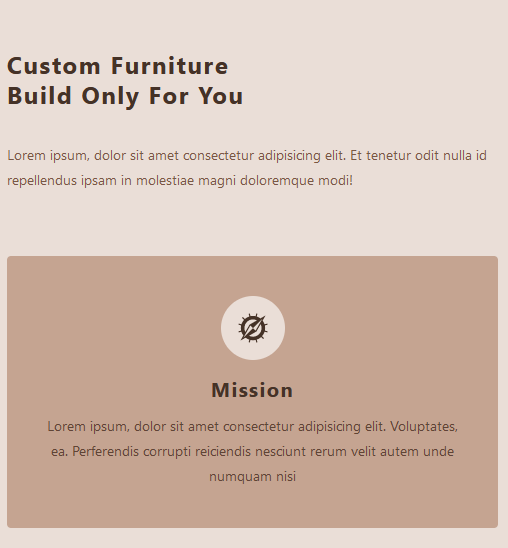 Custom Furniture
Build Only For You
Lorem ipsum, dolor sit amet consectetur adipisicing elit. Et tenetur odit nulla id
repellendus ipsam in molestiae magni doloremque modi!
Mission
Lorem ipsum, dolor sit amet consectetur adipisicing elit. Voluptates,
ea. Perferendis corrupti reiciendis nesciunt rerum velit autem unde
numquam nisi